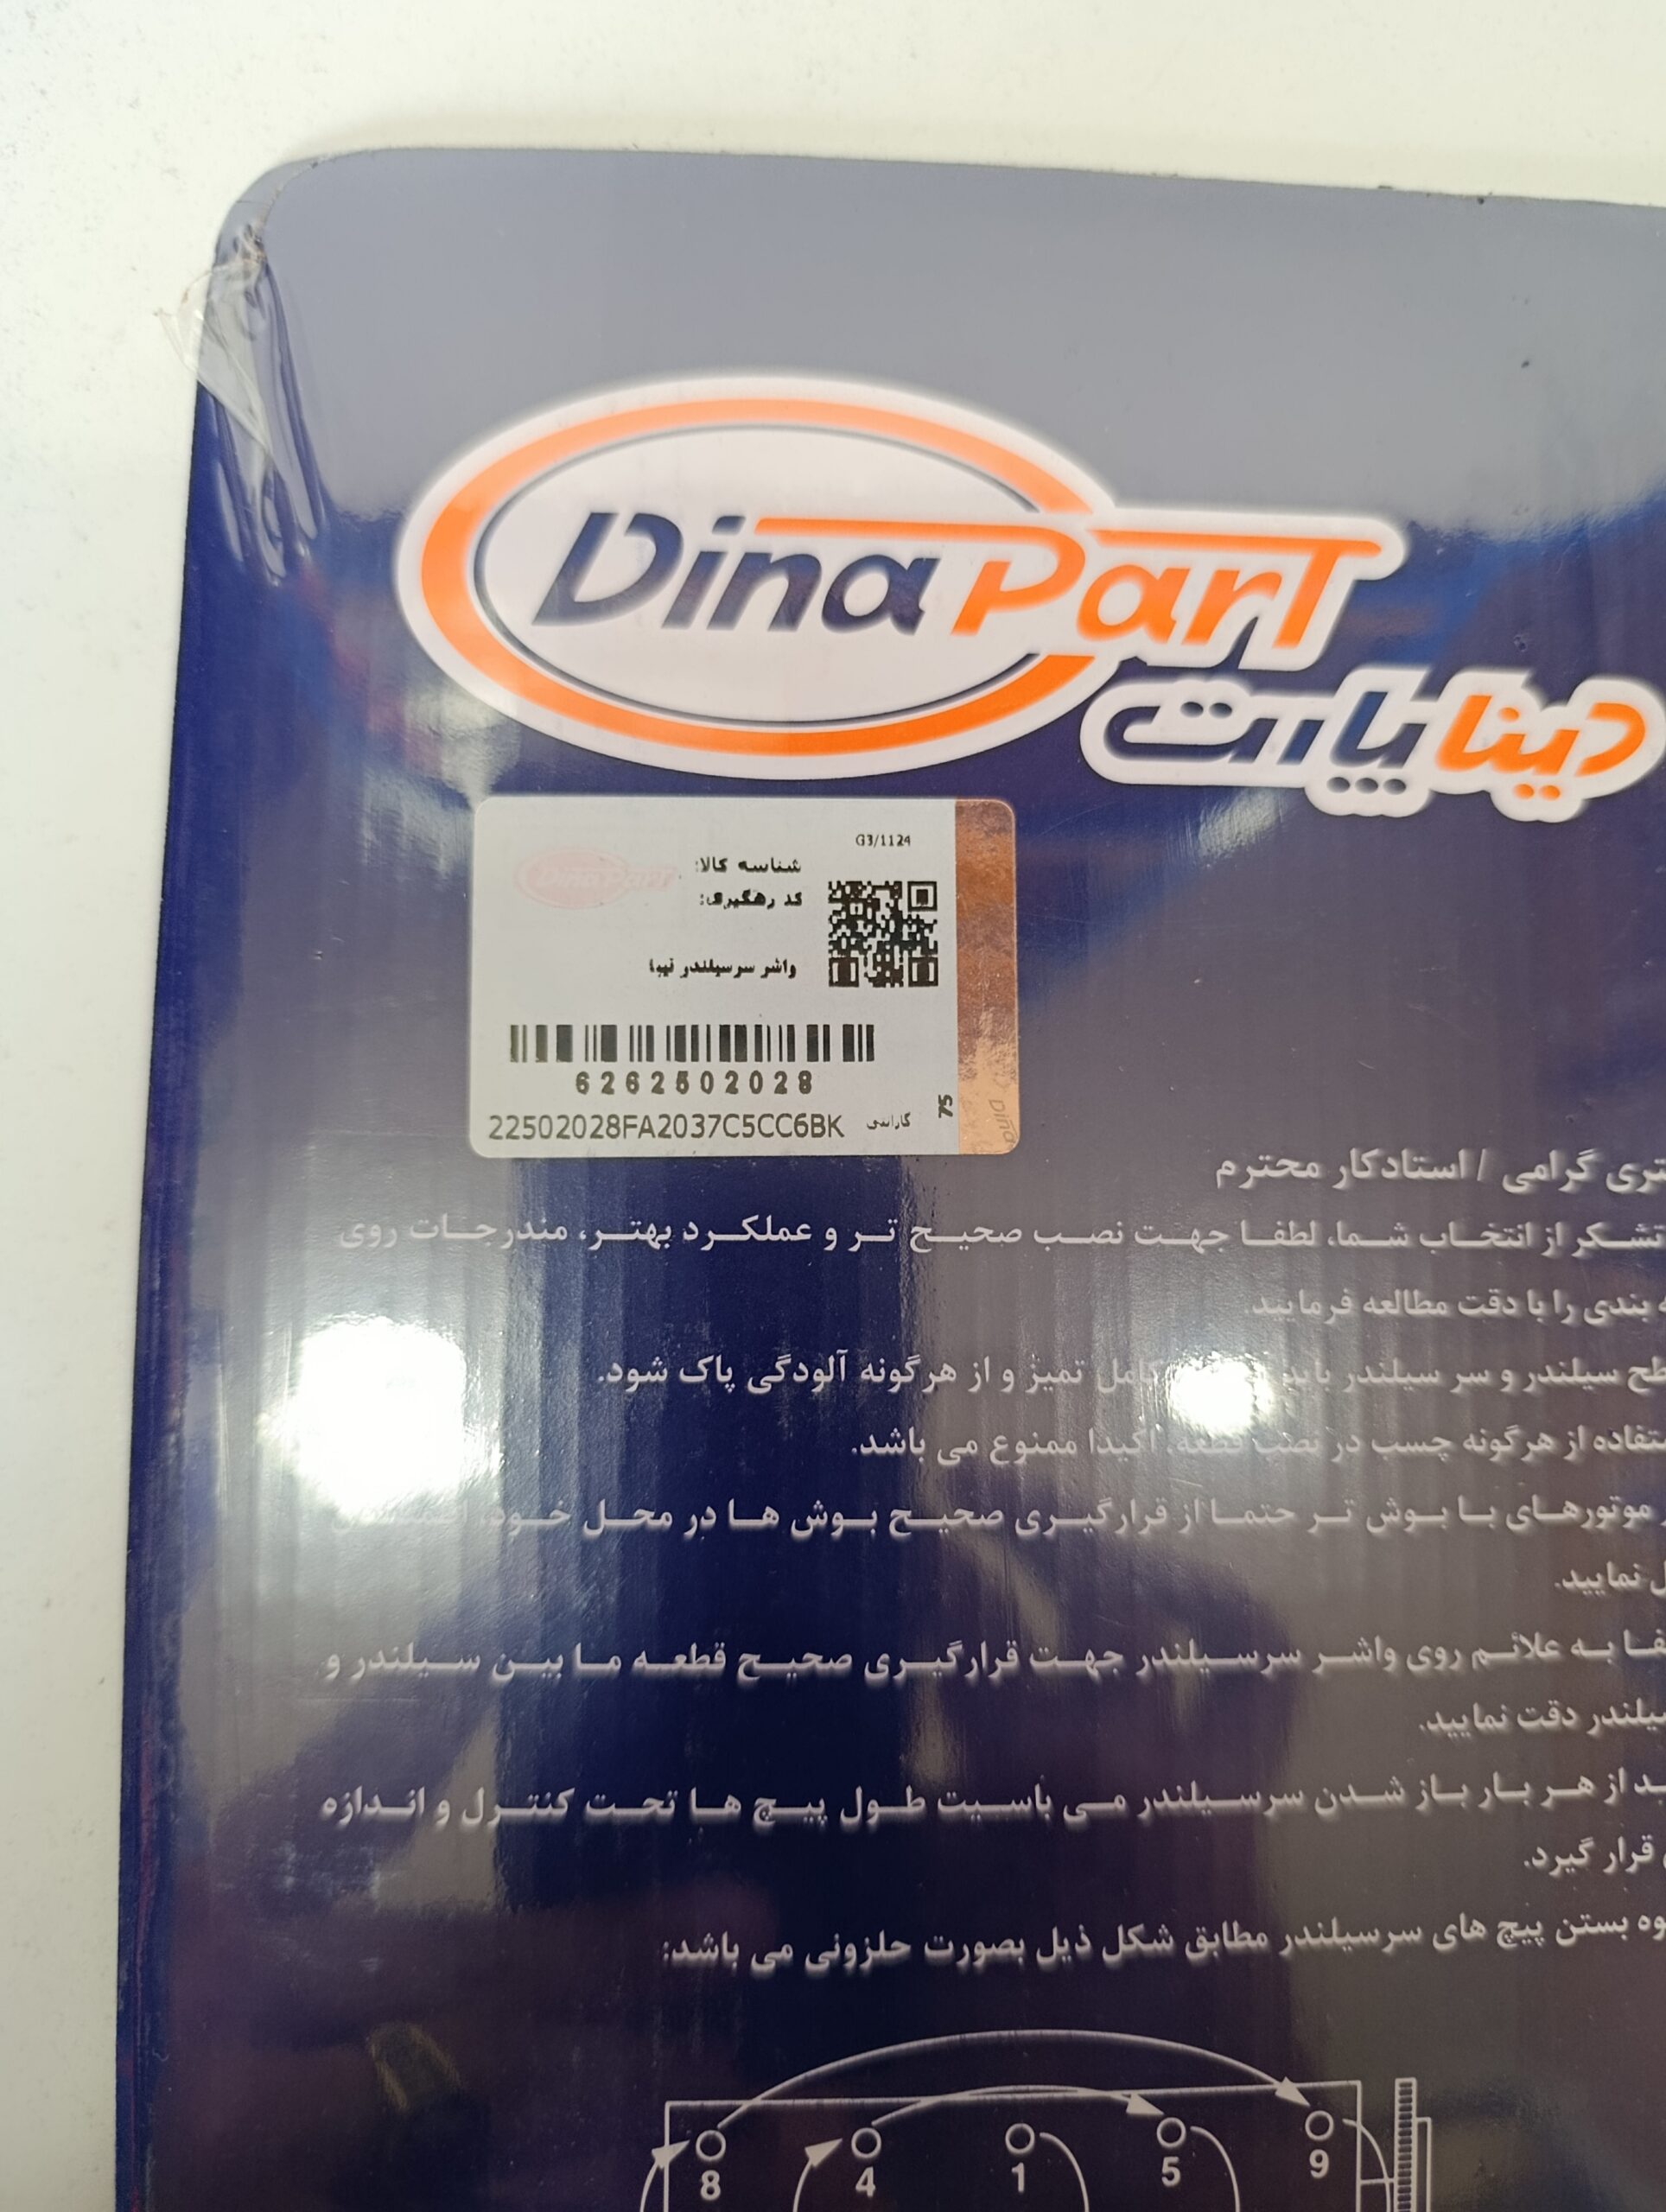 Dina Part
دینا پارت
G3/1124
شناسه کالا:
کد رهگیری:
واشر سرسیلندر تیبا
6262502028
22502028FA2037C5CC6BK
گارانتی
75
گرامی / استادکار محترم
تشکر از انتخاب شما، لطفا جهت نصب صحیح تر و عملکرد بهتر، مندرجات روی
بندی را با دقت مطالعه فرمایید.
سیلندر و سر سیلندر باید کامل تمیز و از هرگونه آلودگی پاک شود.
از هرگونه چسب در نصب قطعه، اکیدا ممنوع می باشد.
موتورهای با بوش تر حتما از قرارگیری صحیح بوش ها در محل خود،
نمایید.
به علائم روی واشر سرسیلندر جهت قرارگیری صحیح قطعه ما بین سیلندر و
دقت نمایید.
از هر بار باز شدن سرسیلندر می باسیت طول پیچ ها تحت کنترل و اندازه
قرار گیرد.
بستن پیچ های سرسیلندر مطابق شکل ذیل بصورت حلزونی می باشد:
8 4 1 5 9